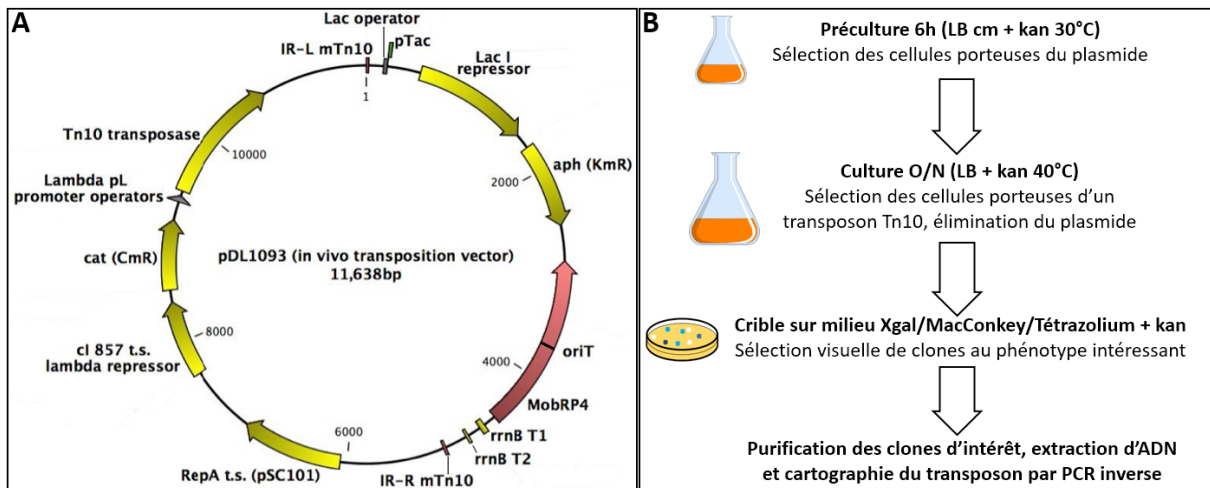 A
Lac operator
pTac
IR-L mTn10
Lac I
repressor
1
Tn10 transposase
10000
aph (KmR)
2000
Lambda pL
promoter operators
cat (CmR)
pDL1093 (in vivo transposition vector)
11,638bp
8000
cI 857 t.s.
lambda repressor
oriT
4000
MobRP4
rrnB T1
6000
rrnB T2
RepA t.s. (pSC101)
IR-R mTn10
B
Préculture 6h (LB cm + kan 30°C)
Sélection des cellules porteuses du plasmide
Culture O/N (LB + kan 40°C)
Sélection des cellules porteuses d'un
transposon Tn10, élimination du plasmide
Crible sur milieu Xgal/MacConkey/Tétrazolium + kan
Sélection visuelle de clones au phénotype intéressant
Purification des clones d'intérêt, extraction d'ADN
et cartographie du transposon par PCR inverse